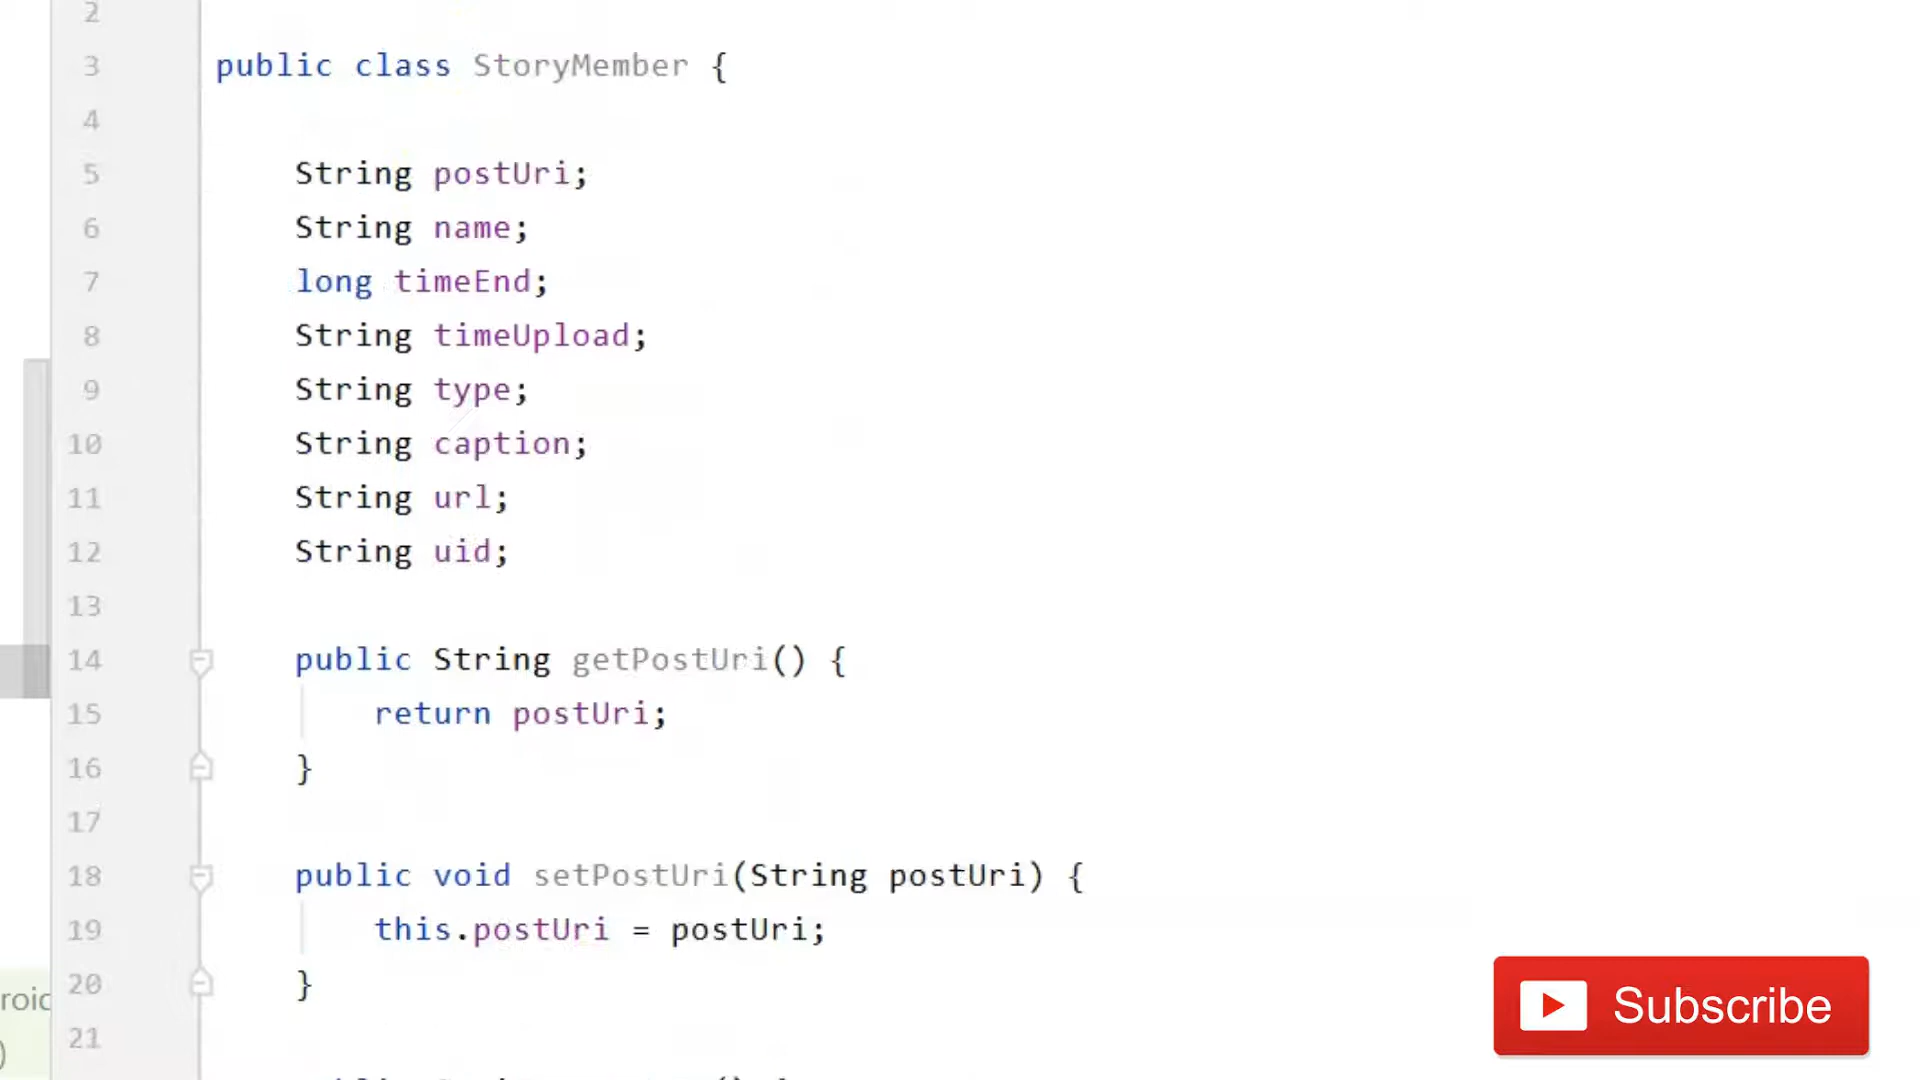 2
3 public class StoryMember {
4
5 String postUri;
6 String name;
7 long timeEnd;
8 String timeUpload;
9 String type;
10 String caption;
11 String url;
12 String uid;
13
14 public String getPostUri() {
15 return postUri;
16 }
17
18 public void setPostUri(String postUri) {
19 this.postUri = postUri;
20 }
21
roid
)
Subscribe